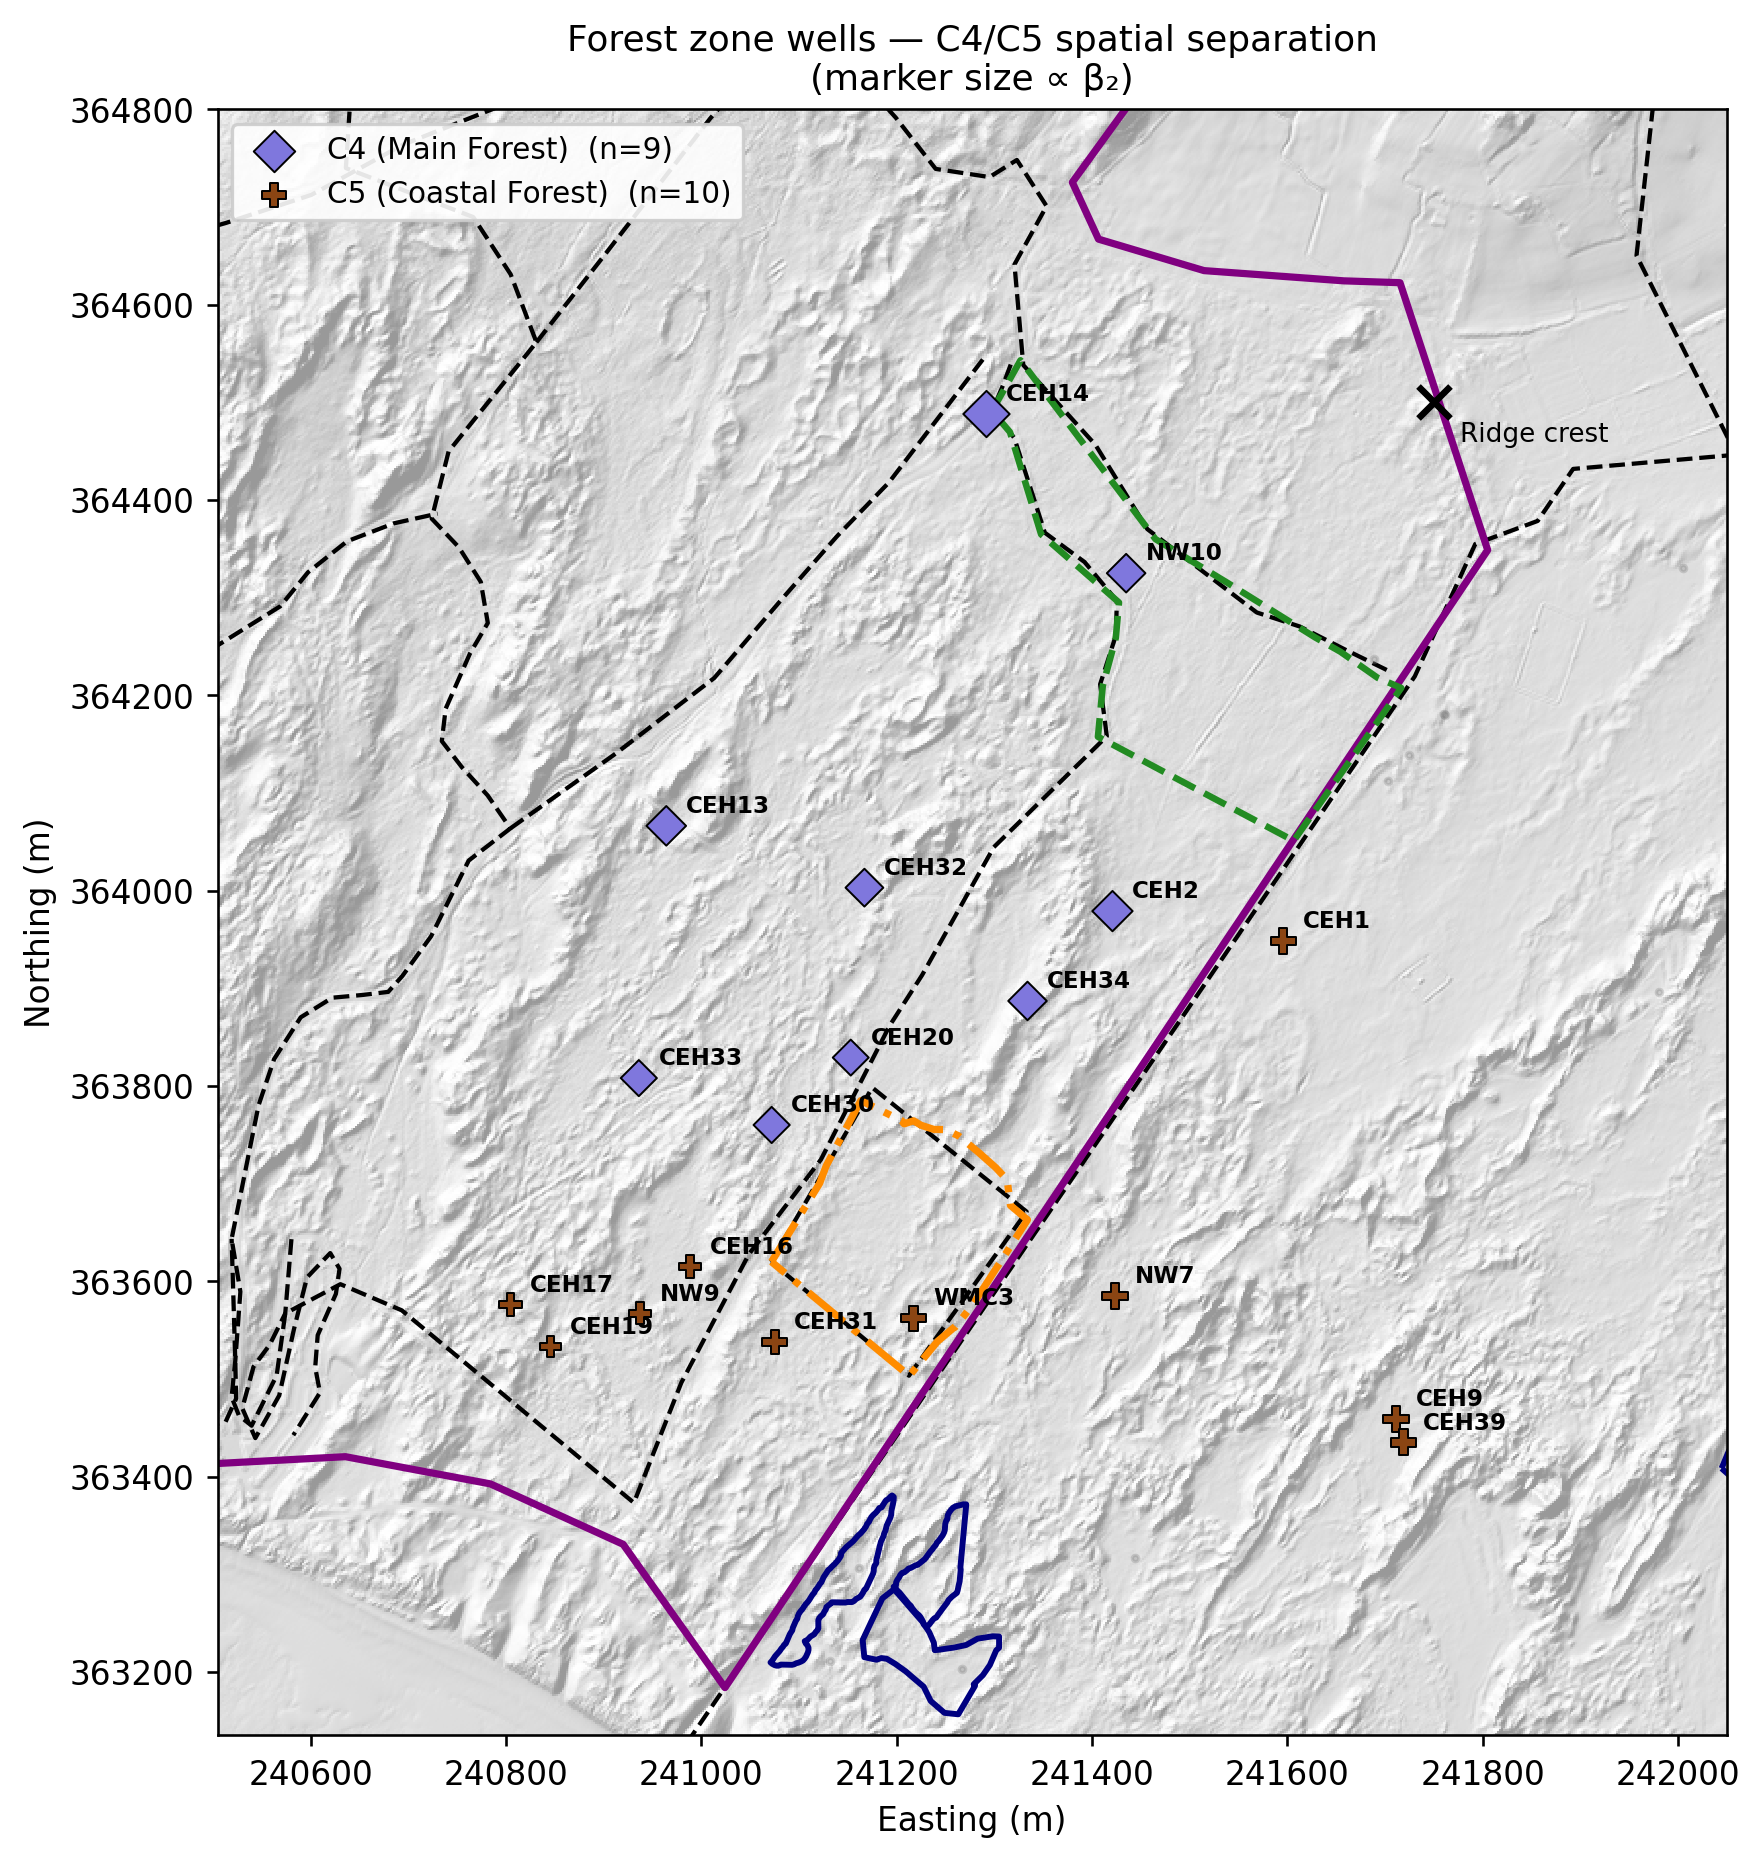 Forest zone wells — C4/C5 spatial separation
(marker size ∝ β₂)
C4 (Main Forest)  (n=9)
C5 (Coastal Forest)  (n=10)
364800
364600
364400
364200
364000
363800
363600
363400
363200
Northing (m)
CEH14
Ridge crest
NW10
CEH13
CEH32
CEH2
CEH1
CEH34
CEH20
CEH33
CEH30
CEH16
CEH17
NW9
CEH19
CEH31
WMC3
NW7
CEH9
CEH39
240600
240800
241000
241200
241400
241600
241800
242000
Easting (m)